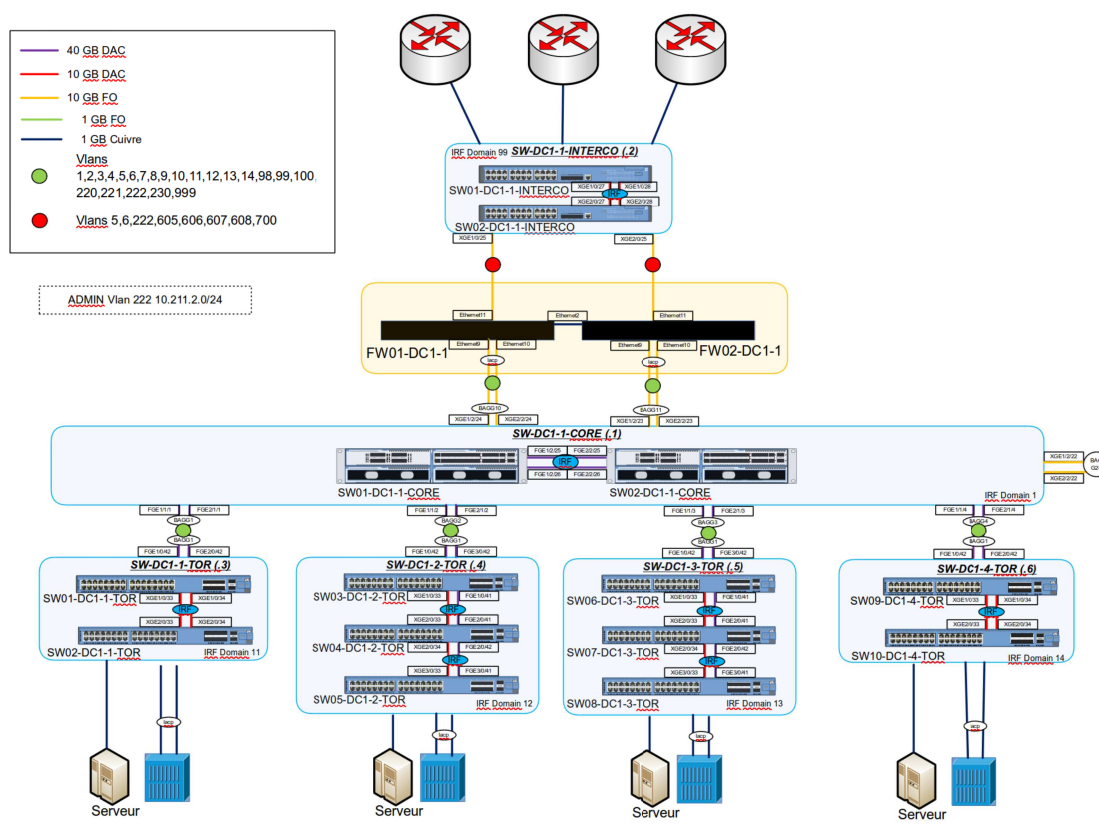 40 GB DAC
10 GB DAC
10 GB FO
1 GB FO
1 GB Cuivre
Vlans
1,2,3,4,5,6,7,8,9,10,11,12,13,14,98,99,100,
220,221,222,230,999
Vlans 5,6,222,605,606,607,608,700
ADMIN Vlan 222 10.211.2.0/24
IRF Domain 99 SW-DC1-1-INTERCO (.2)
SW01-DC1-1-INTERCO
XGE1/0/27 XGE1/0/28
IRF
XGE2/0/27 XGE2/0/28
SW02-DC1-1-INTERCO
XGE1/0/25 XGE2/0/25
Ethernet11 Ethernet2 Ethernet11
FW01-DC1-1 FW02-DC1-1
Ethernet9 Ethernet10 Ethernet9 Ethernet10
lacp lacp
BAGG10 BAGG11
XGE1/2/24 XGE2/2/24 XGE1/2/23 XGE2/2/23
SW-DC1-1-CORE (.1)
FGE1/2/25 FGE2/2/25
IRF
FGE1/2/26 FGE2/2/26
SW01-DC1-1-CORE SW02-DC1-1-CORE
IRF Domain 1
XGE1/2/22
XGE2/2/22
FGE1/1/1 FGE2/1/1 FGE1/1/2 FGE2/1/2 FGE1/1/3 FGE2/1/3 FGE1/1/4 FGE2/1/4
BAGG1 BAGG2 BAGG3 BAGG4
BAGG1 BAGG1 BAGG1 BAGG1
FGE1/0/42 FGE2/0/42 FGE1/0/42 FGE3/0/42 FGE1/0/42 FGE3/0/42 FGE1/0/42 FGE2/0/42
SW-DC1-1-TOR (.3)
SW01-DC1-1-TOR
XGE1/0/33 XGE1/0/34
IRF
XGE2/0/33 XGE2/0/34
SW02-DC1-1-TOR
IRF Domain 11
SW-DC1-2-TOR (.4)
SW03-DC1-2-TOR
XGE1/0/33 FGE1/0/41
IRF
XGE2/0/33 FGE2/0/41
SW04-DC1-2-TOR
XGE2/0/34 FGE2/0/42
IRF
XGE3/0/33 FGE3/0/41
SW05-DC1-2-TOR
IRF Domain 12
SW-DC1-3-TOR (.5)
SW06-DC1-3-TOR
XGE1/0/33 FGE1/0/41
IRF
XGE2/0/33 FGE2/0/41
SW07-DC1-3-TOR
XGE2/0/34 FGE2/0/42
IRF
XGE3/0/33 FGE3/0/41
SW08-DC1-3-TOR
IRF Domain 13
SW-DC1-4-TOR (.6)
SW09-DC1-4-TOR
XGE1/0/33 XGE1/0/34
IRF
XGE2/0/33 XGE2/0/34
SW10-DC1-4-TOR
IRF Domain 14
lacp lacp lacp lacp
Serveur Serveur Serveur Serveur